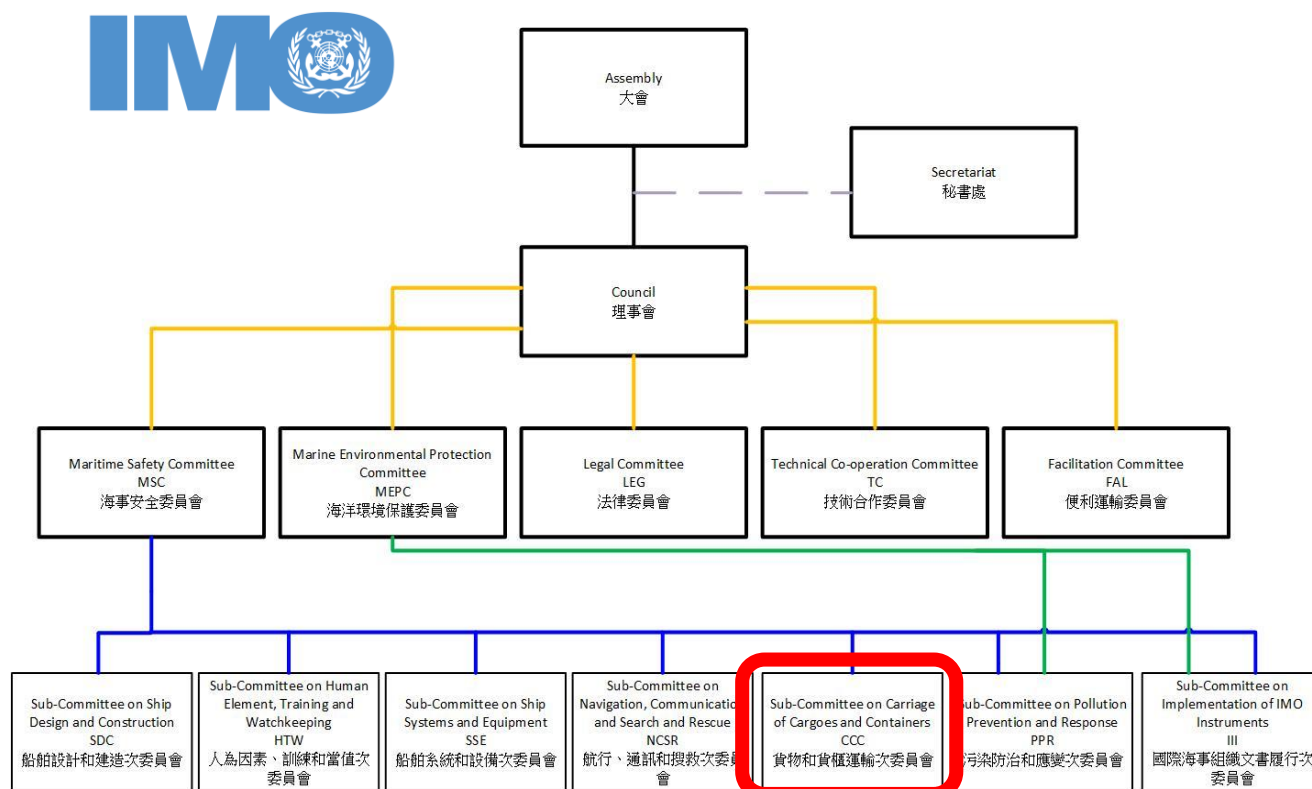 IMO
Assembly
大會
Secretariat
秘書處
Council
理事會
Maritime Safety Committee
MSC
海事安全委員會
Marine Environmental Protection
Committee
MEPC
海洋環境保護委員會
Legal Committee
LEG
法律委員會
Technical Co-operation Committee
TC
技術合作委員會
Facilitation Committee
FAL
便利運輸委員會
Sub-Committee on Ship
Design and Construction
SDC
船舶設計和建造次委員會
Sub-Committee on Human
Element, Training and
Watchkeeping
HTW
人為因素、訓練和當值次
委員會
Sub-Committee on Ship
Systems and Equipment
SSE
船舶系統和設備次委員會
Sub-Committee on
Navigation, Communication
and Search and Rescue
NCSR
航行、通訊和搜救次委員
會
Sub-Committee on Carriage
of Cargoes and Containers
CCC
貨物和貨櫃運輸次委員會
Sub-Committee on Pollution
Prevention and Response
PPR
污染防治和應變次委員會
Sub-Committee on
Implementation of IMO
Instruments
III
國際海事組織文書履行次
委員會